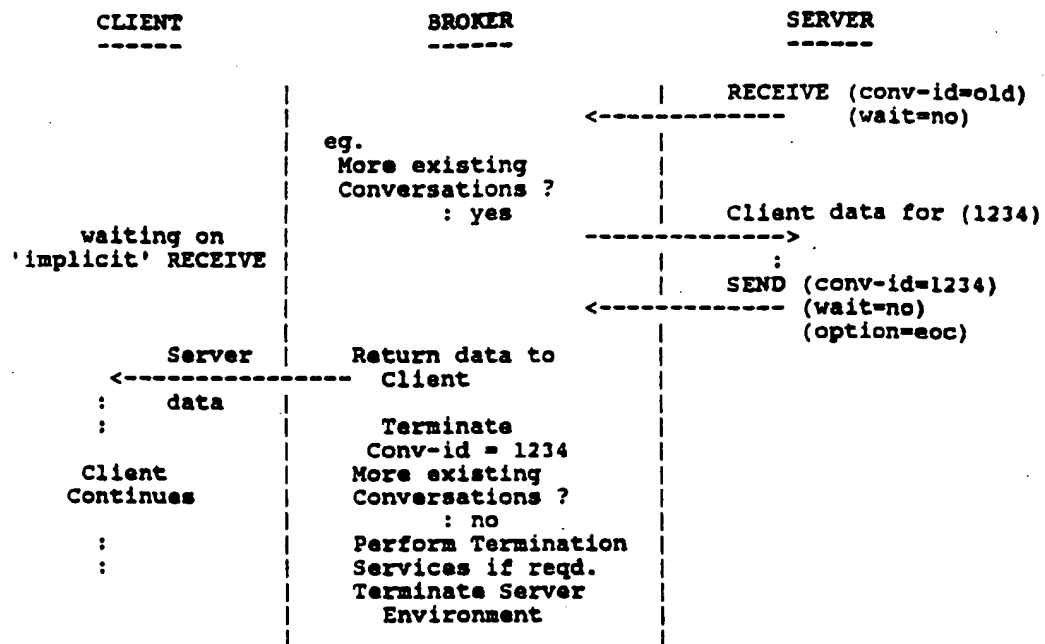 CLIENT BROKER SERVER
------ ------ ------
RECEIVE (conv-id=old)
<------------- (wait=no)
eg.
More existing
Conversations ?
: yes Client data for (1234)
waiting on ------------->
'implicit' RECEIVE :
SEND (conv-id=1234)
<------------- (wait=no)
(option=eoc)
Server Return data to
<---------------- Client
: data
: Terminate
Conv-id = 1234
Client More existing
Continues Conversations ?
: no
: Perform Termination
: Services if reqd.
Terminate Server
Environment